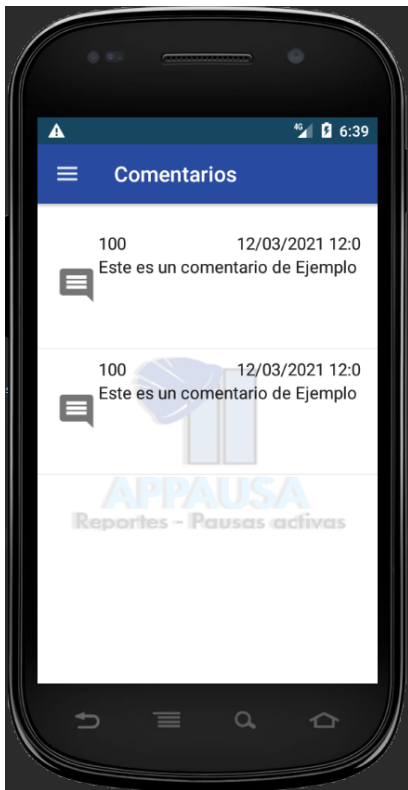 4G 6:39
Comentarios
100 12/03/2021 12:0
Este es un comentario de Ejemplo
100 12/03/2021 12:0
Este es un comentario de Ejemplo
APPAUSA
Reportes - Pausas activas